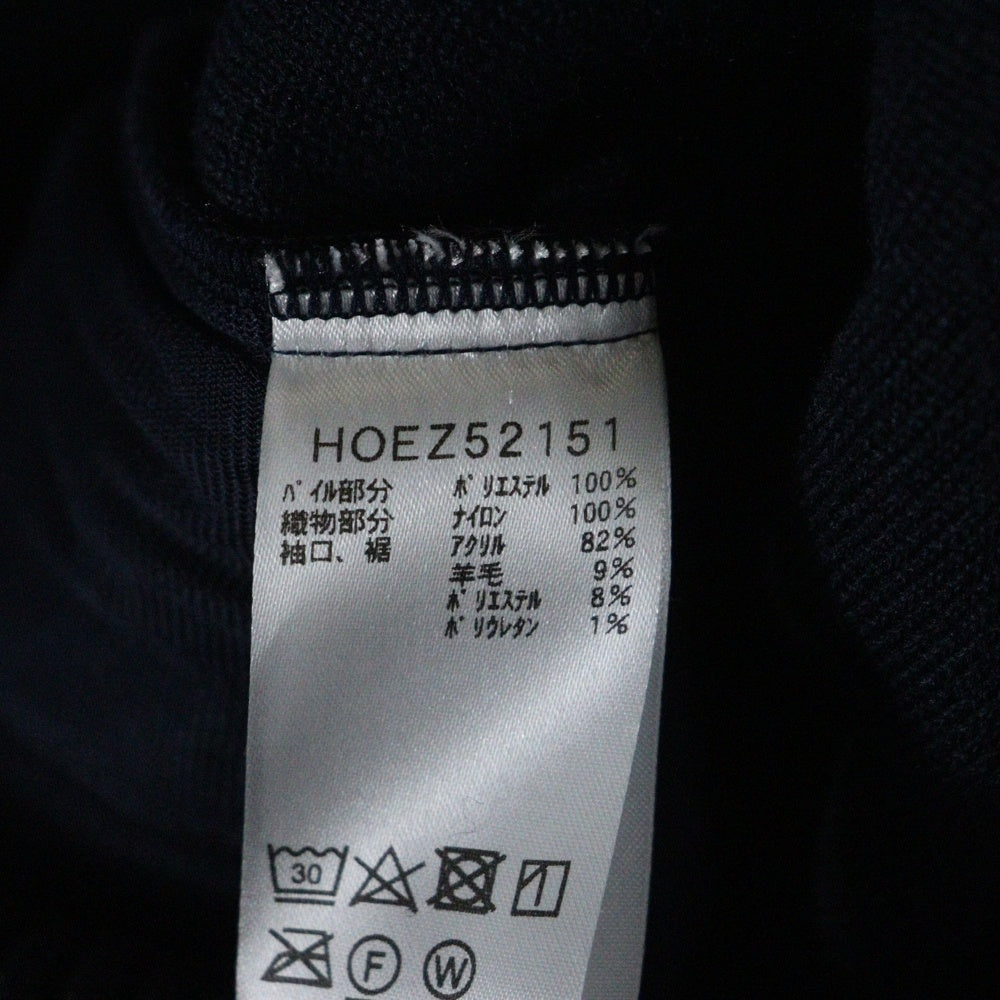 HOEZ52151
パイル部分 ポリエステル 100%
織物部分 ナイロン 100%
袖口、裾 アクリル 82%
羊毛 9%
ポリエステル 8%
ポリウレタン 1%
30
F W